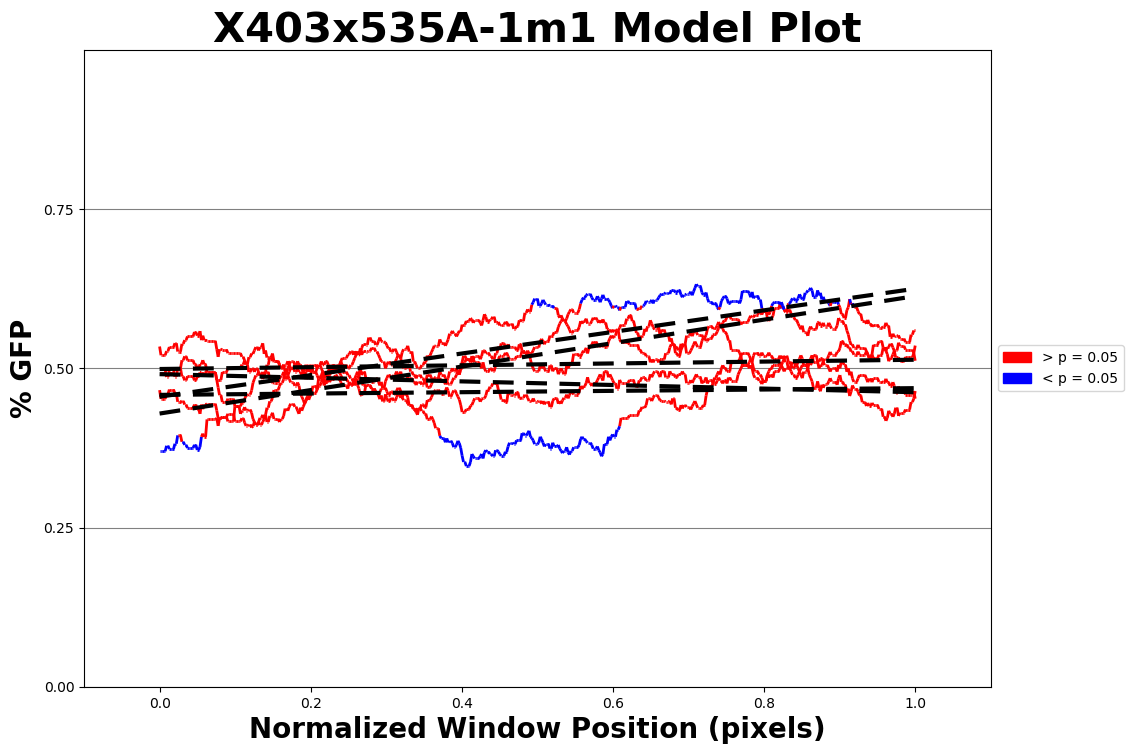 X403x535A-1m1 Model Plot
% GFP
0.75
0.50
0.25
0.00
0.0 0.2 0.4 0.6 0.8 1.0
Normalized Window Position (pixels)
> p = 0.05
< p = 0.05